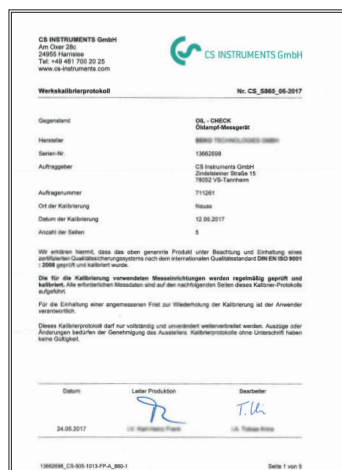 CS INSTRUMENTS GmbH
Am Oxer 28c
24955 Harrislee
Tel: +49 461 700 20 25
www.cs-instruments.com
CS INSTRUMENTS GmbH
Werkskalibrierprotokoll Nr. CS_S860_06-2017
Gegenstand OIL - CHECK
Öldampf-Messgerät
Hersteller
Serien-Nr. 13662698
Auftraggeber CS Instruments GmbH
Zindelsteiner Straße 15
78052 VS-Tannheim
Auftragsnummer 711261
Ort der Kalibrierung Neuss
Datum der Kalibrierung 12.06.2017
Anzahl der Seiten 5
Wir erklären hiermit, dass das oben genannte Produkt unter Beachtung und Einhaltung eines
zertifizierten Qualitätssicherungssystems nach dem internationalen Qualitätsstandard DIN EN ISO 9001
: 2008 geprüft und kalibriert wurde.
Die für die Kalibrierung verwendeten Messeinrichtungen werden regelmäßig geprüft und
kalibriert. Alle erforderlichen Messdaten sind auf den nachfolgenden Seiten dieses Kalibrier-Protokolls
aufgeführt.
Für die Einhaltung einer angemessenen Frist zur Wiederholung der Kalibrierung ist der Anwender
verantwortlich.
Dieses Kalibrierprotokoll darf nur vollständig und unverändert weiterverbreitet werden. Auszüge oder
Änderungen bedürfen der Genehmigung des Ausstellers. Kalibrierprotokolle ohne Unterschrift haben
keine Gültigkeit.
Datum Leiter Produktion Bearbeiter
24.05.2017
13662698_CS-505-1013-FP-A_860-1 Seite 1 von 5